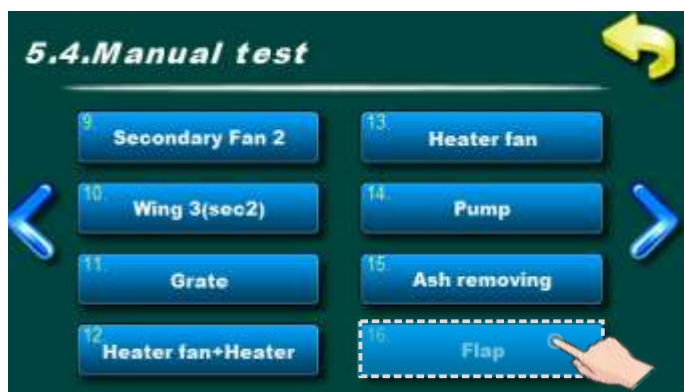 5.4.Manual test
9.
Secondary Fan 2
10.
Wing 3(sec2)
11.
Grate
12.
Heater fan+Heater
13.
Heater fan
14.
Pump
15.
Ash removing
16.
Flap